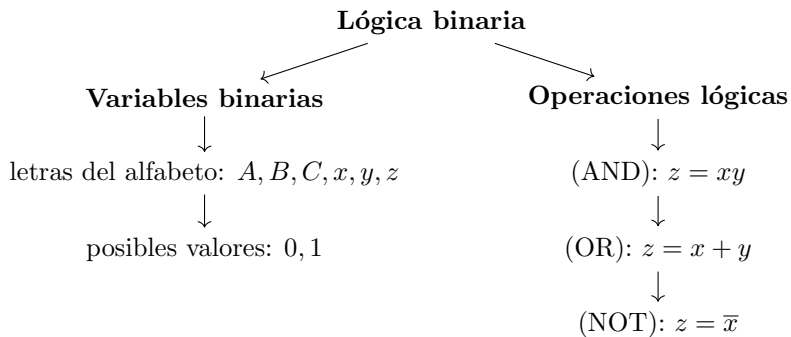 Lógica binaria
Variables binarias
Operaciones lógicas
letras del alfabeto: A, B, C, x, y, z
(AND): z = xy
posibles valores: 0, 1
(OR): z = x + y
(NOT): z = x̅